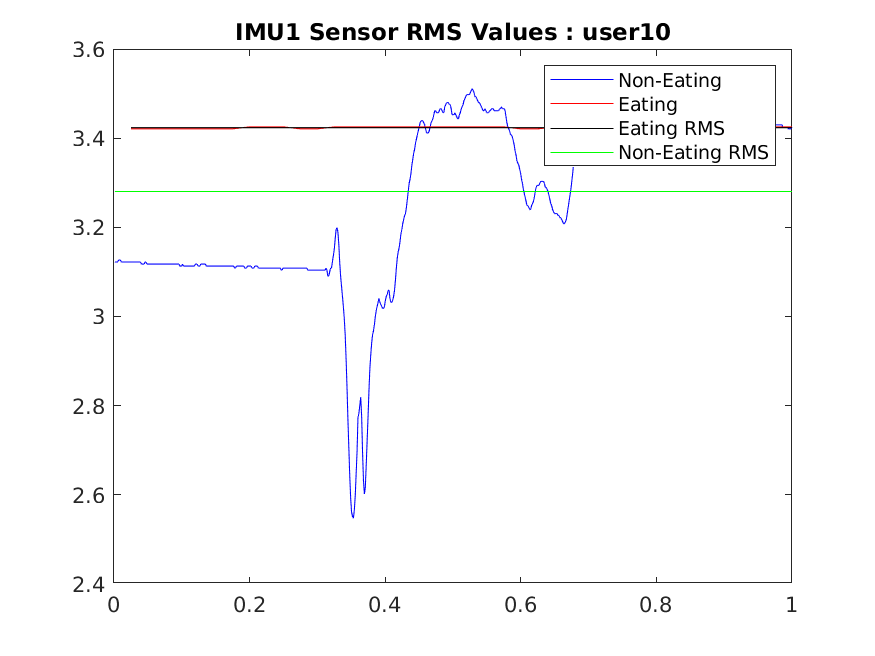 IMU1 Sensor RMS Values : user10
3.6
3.4
3.2
3
2.8
2.6
2.4
Non-Eating
Eating
Eating RMS
Non-Eating RMS
0 0.2 0.4 0.6 0.8 1